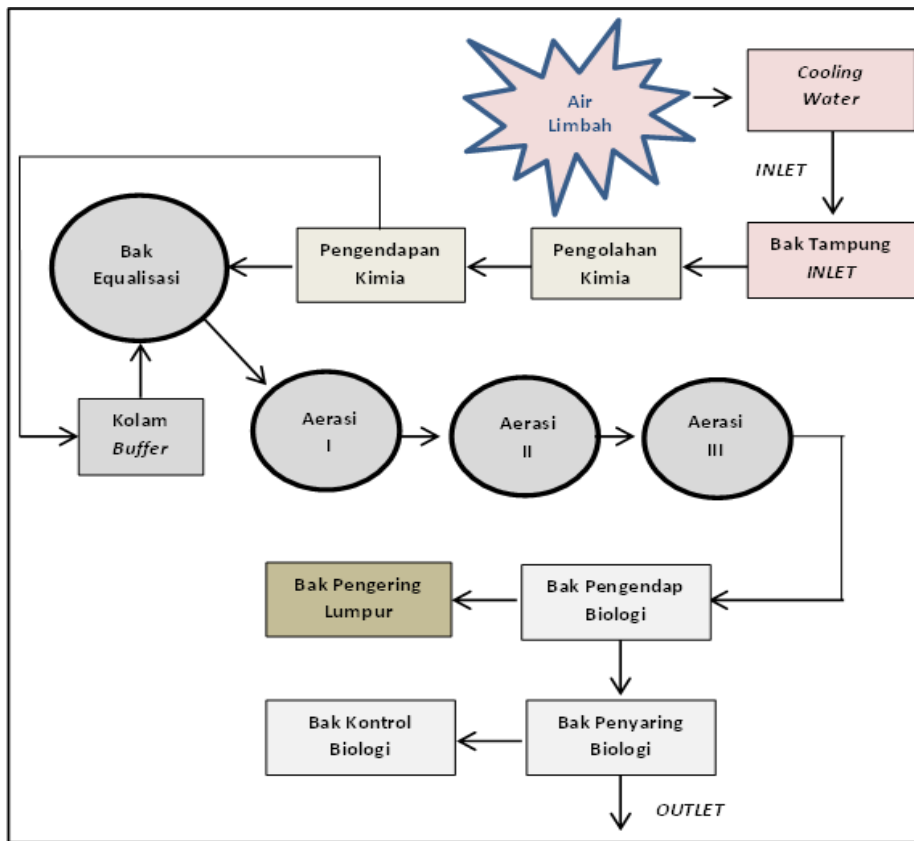 Air
Limbah
Cooling
Water
INLET
Bak Tampung
INLET
Pengolahan
Kimia
Pengendapan
Kimia
Bak
Equalisasi
Kolam
Buffer
Aerasi
I
Aerasi
II
Aerasi
III
Bak Pengendap
Biologi
Bak Pengering
Lumpur
Bak Penyaring
Biologi
Bak Kontrol
Biologi
OUTLET